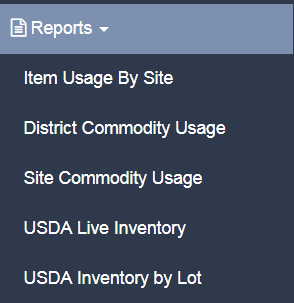 Reports
Item Usage By Site
District Commodity Usage
Site Commodity Usage
USDA Live Inventory
USDA Inventory by Lot